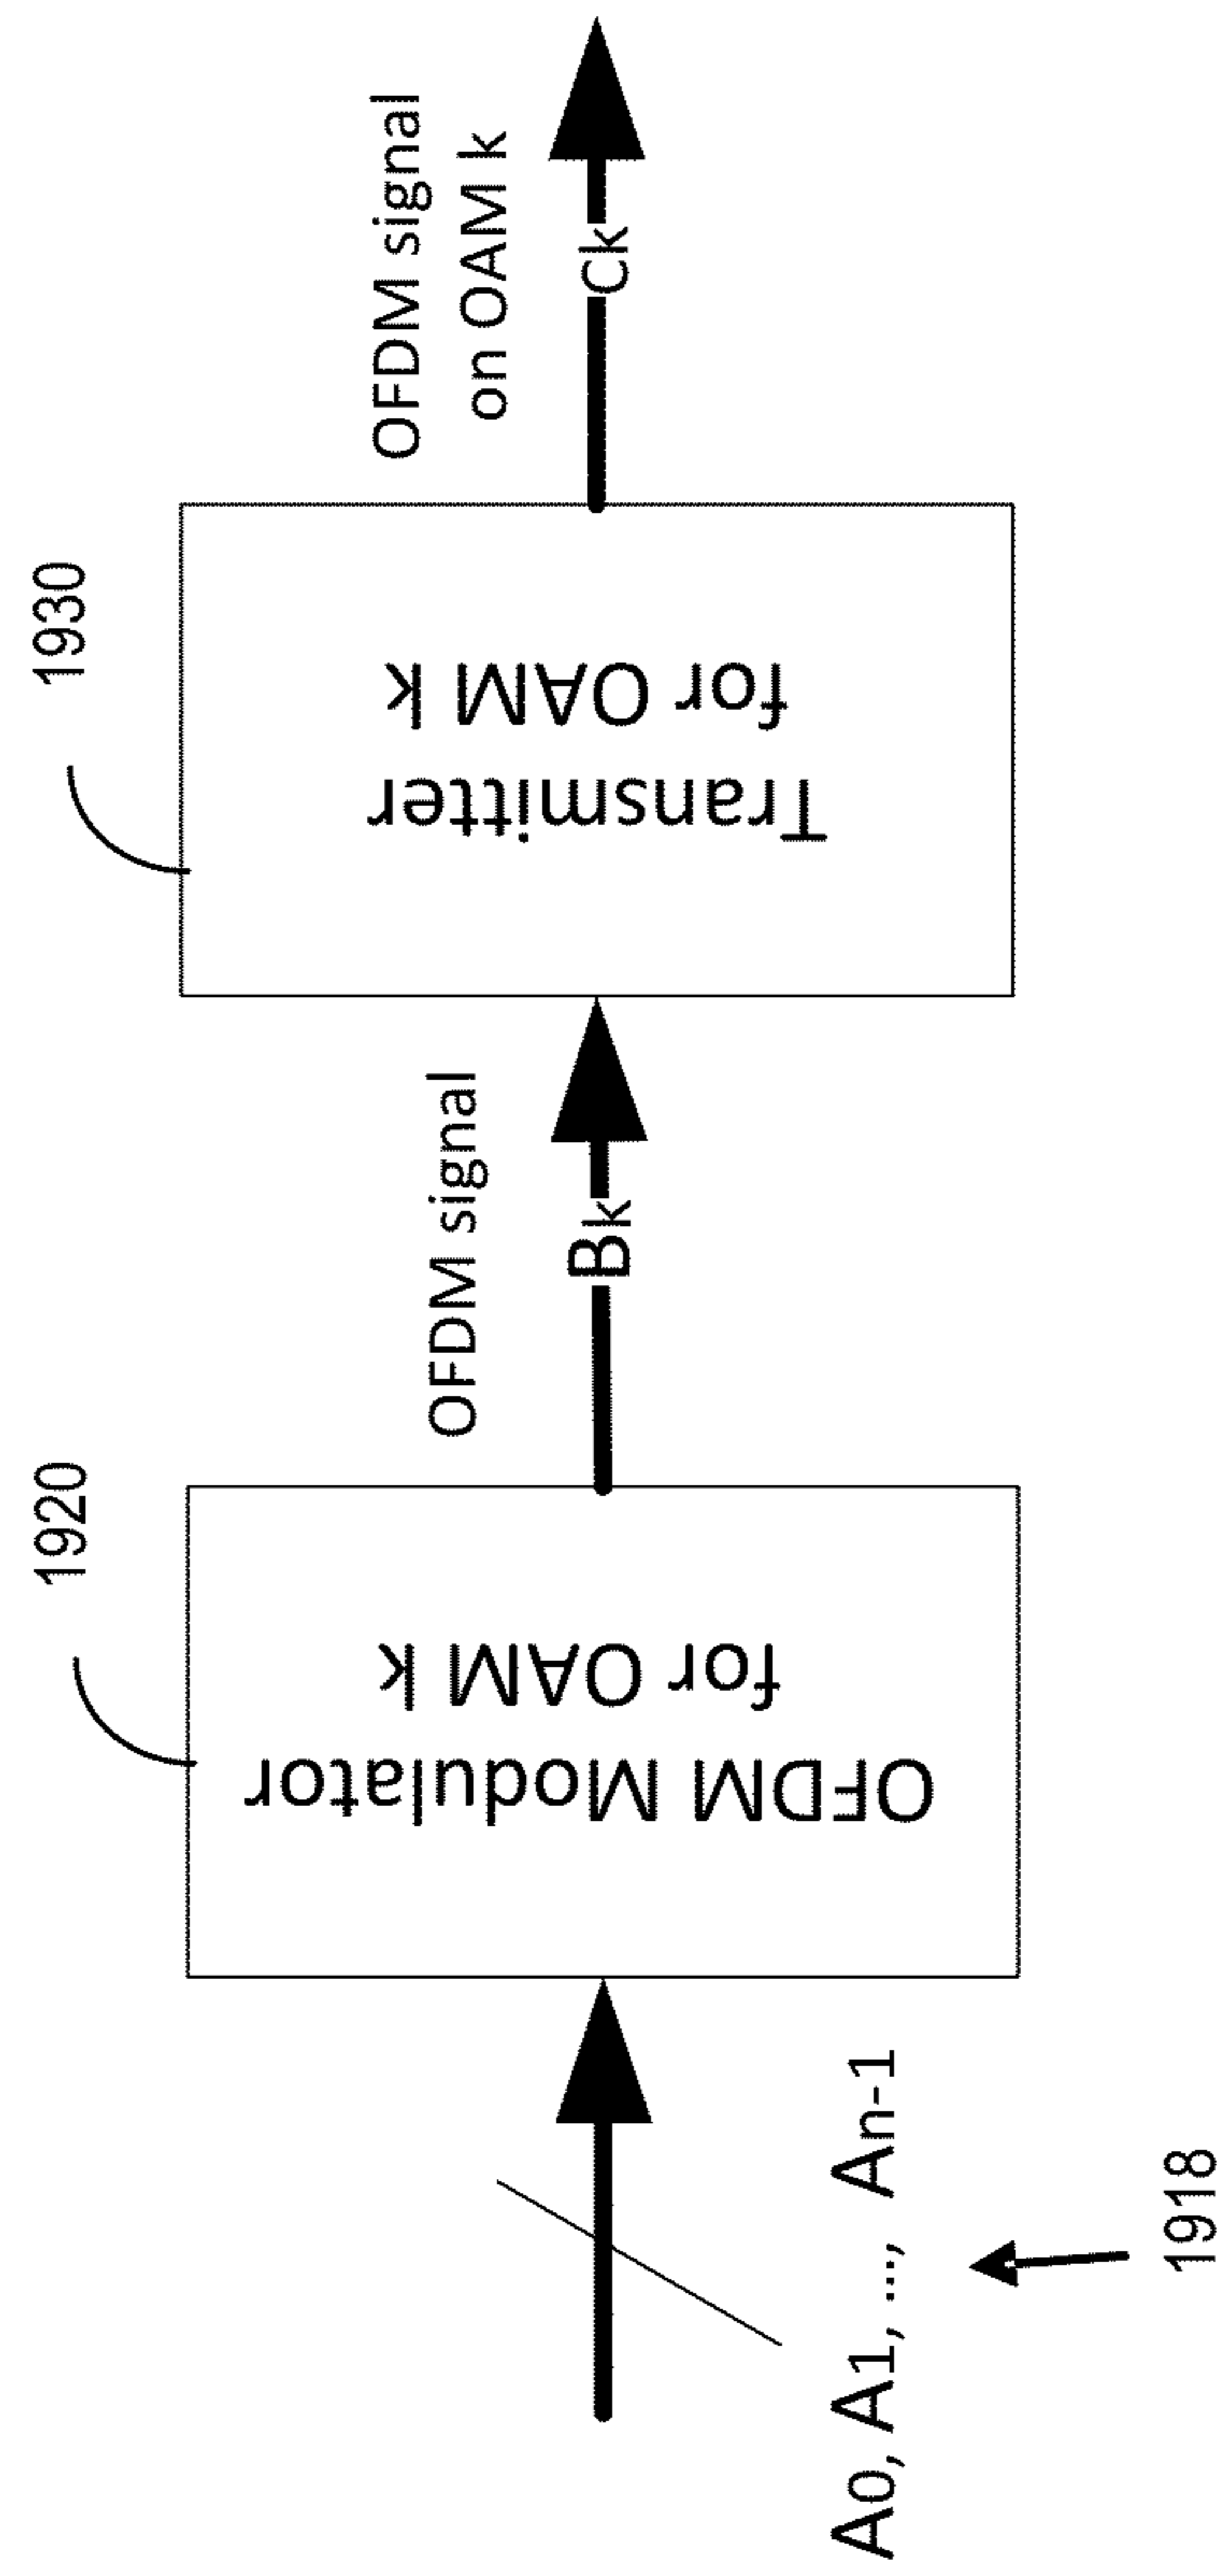 1920
1930
OFDM Modulator
for OAM k
OFDM signal
Bk
Transmitter
for OAM k
OFDM signal
on OAM k
Ck
A0, A1, ..., An-1
1918